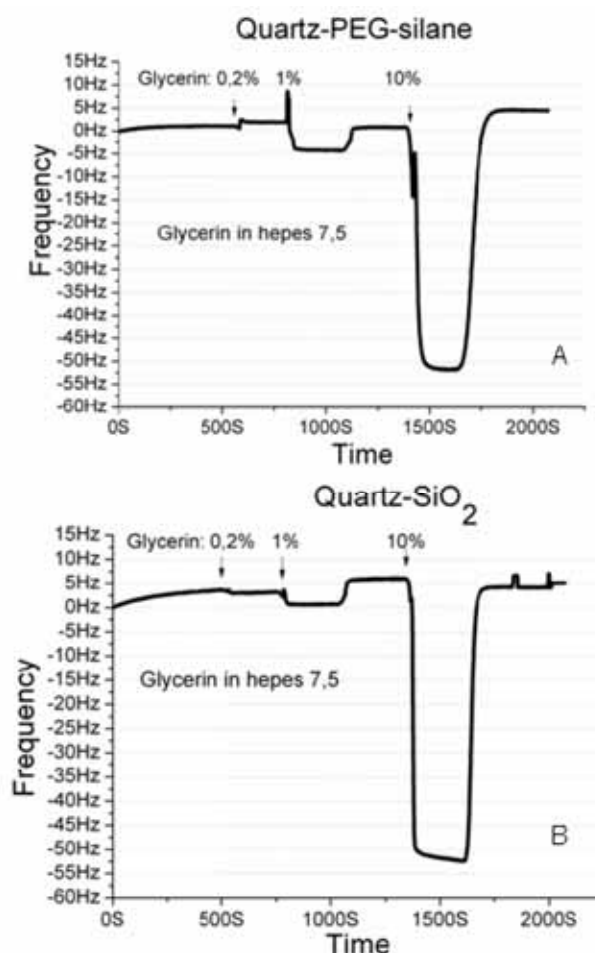 Quartz-PEG-silane
15Hz
10Hz
5Hz
0Hz
-5Hz
-10Hz
-15Hz
-20Hz
-25Hz
-30Hz
-35Hz
-40Hz
-45Hz
-50Hz
-55Hz
-60Hz
Frequency
Glycerin: 0,2% 1% 10%
Glycerin in hepes 7,5
A
0S 500S 1000S 1500S 2000S
Time
Quartz-SiO2
15Hz
10Hz
5Hz
0Hz
-5Hz
-10Hz
-15Hz
-20Hz
-25Hz
-30Hz
-35Hz
-40Hz
-45Hz
-50Hz
-55Hz
-60Hz
Frequency
Glycerin: 0,2% 1% 10%
Glycerin in hepes 7,5
B
0S 500S 1000S 1500S 2000S
Time